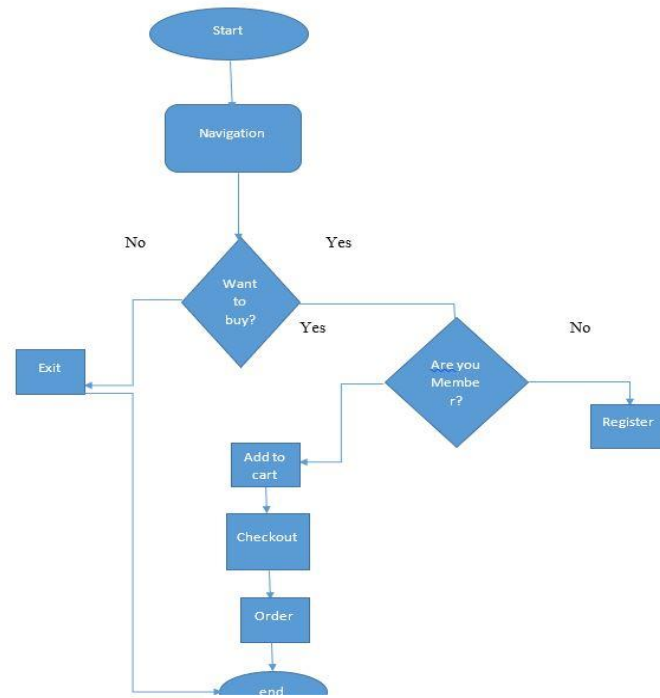 Start
Navigation
No
Yes
Want
to
buy?
Yes
No
Exit
Are you
Membe
r?
Register
Add to
cart
Checkout
Order
end